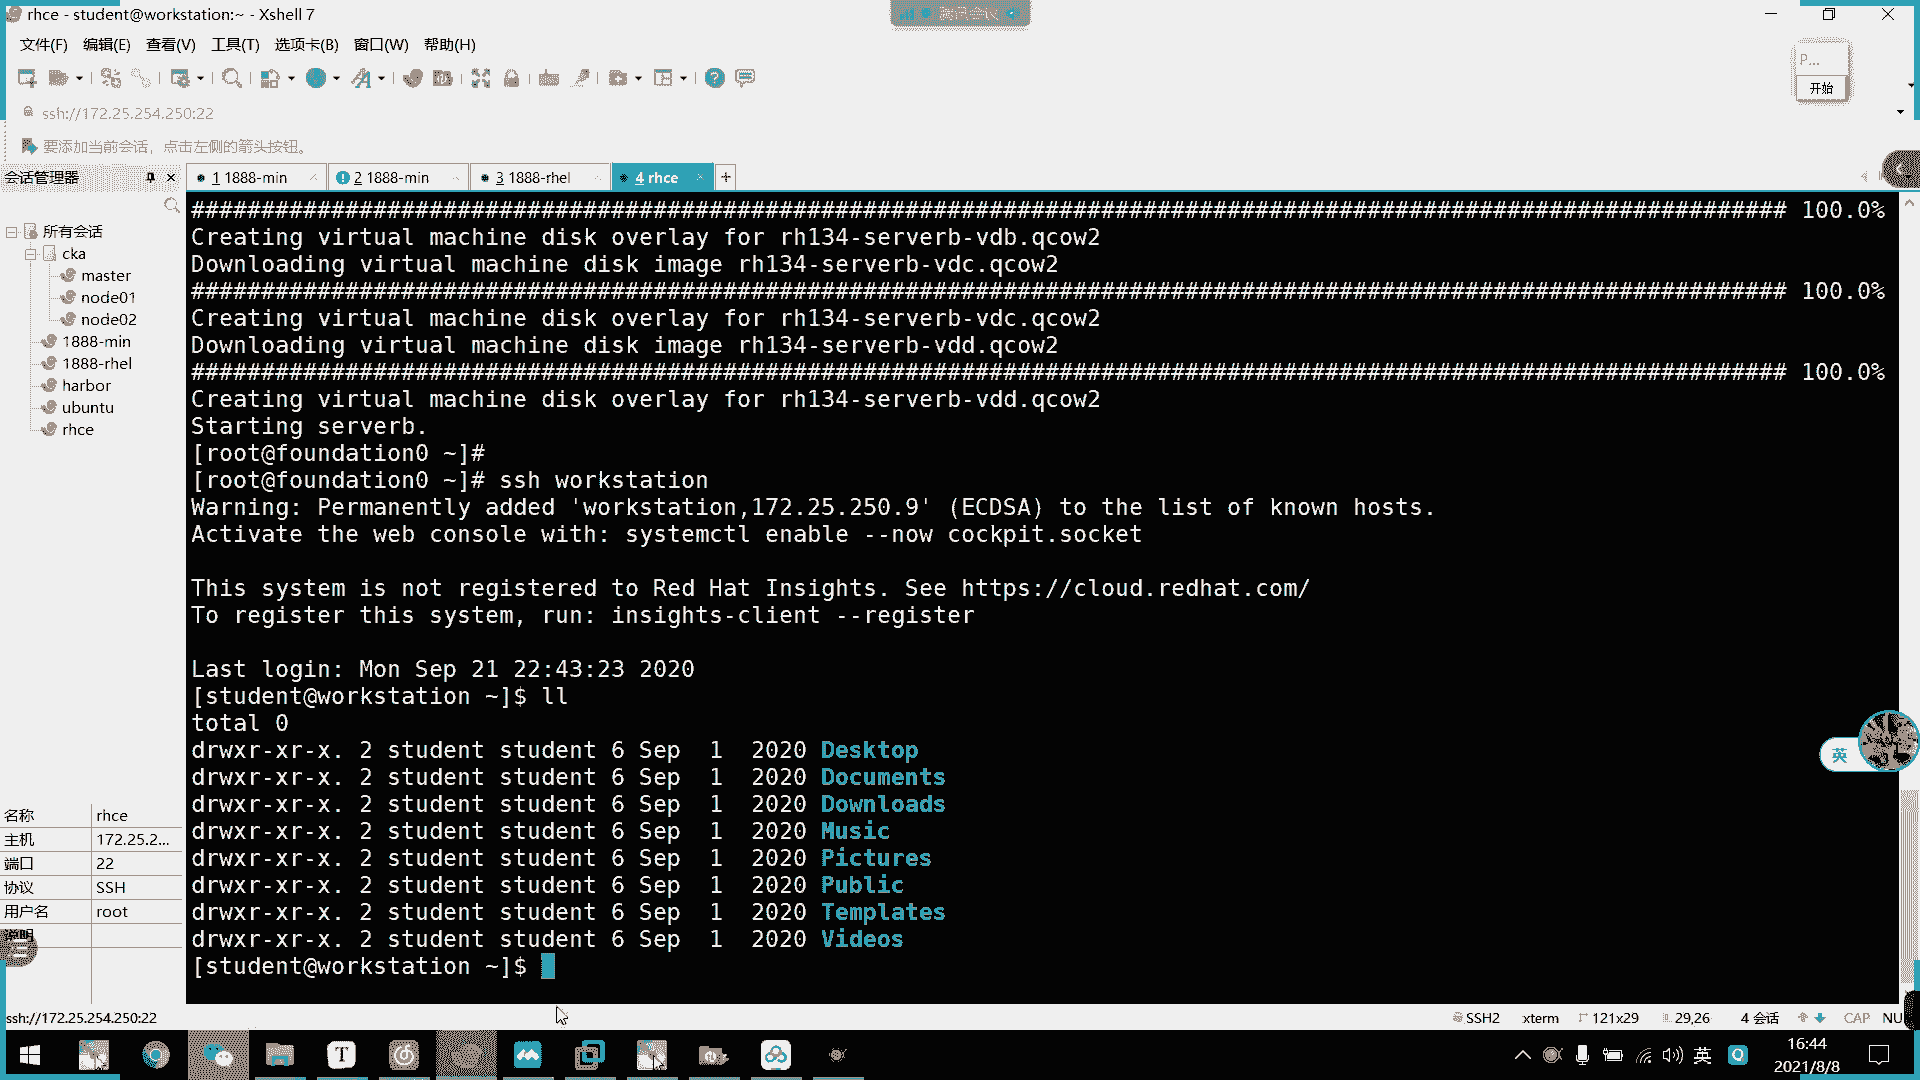 rhce - student@workstation:~ - Xshell 7
文件(F) 编辑(E) 查看(V) 工具(T) 选项卡(B) 窗口(W) 帮助(H)
P...
开始
ssh://172.25.254.250:22
要添加当前会话，点击左侧的箭头按钮。
会话管理器
1 1888-min
2 1888-min
3 1888-rhel
4 rhce
所有会话
cka
master
node01
node02
1888-min
1888-rhel
harbor
ubuntu
rhce
名称 rhce
主机 172.25.2...
端口 22
协议 SSH
用户名 root
说明
################################################################################################################## 100.0%
Creating virtual machine disk overlay for rh134-serverb-vdb.qcow2
Downloading virtual machine disk image rh134-serverb-vdc.qcow2
################################################################################################################## 100.0%
Creating virtual machine disk overlay for rh134-serverb-vdc.qcow2
Downloading virtual machine disk image rh134-serverb-vdd.qcow2
################################################################################################################## 100.0%
Creating virtual machine disk overlay for rh134-serverb-vdd.qcow2
Starting serverb.
[root@foundation0 ~]#
[root@foundation0 ~]# ssh workstation
Warning: Permanently added 'workstation,172.25.250.9' (ECDSA) to the list of known hosts.
Activate the web console with: systemctl enable --now cockpit.socket
This system is not registered to Red Hat Insights. See https://cloud.redhat.com/
To register this system, run: insights-client --register
Last login: Mon Sep 21 22:43:23 2020
[student@workstation ~]$ ll
total 0
drwxr-xr-x. 2 student student 6 Sep  1  2020 Desktop
drwxr-xr-x. 2 student student 6 Sep  1  2020 Documents
drwxr-xr-x. 2 student student 6 Sep  1  2020 Downloads
drwxr-xr-x. 2 student student 6 Sep  1  2020 Music
drwxr-xr-x. 2 student student 6 Sep  1  2020 Pictures
drwxr-xr-x. 2 student student 6 Sep  1  2020 Public
drwxr-xr-x. 2 student student 6 Sep  1  2020 Templates
drwxr-xr-x. 2 student student 6 Sep  1  2020 Videos
[student@workstation ~]$
英
ssh://172.25.254.250:22
SSH2 xterm 121x29 29,26 4 会话 CAP NU
英
16:44
2021/8/8